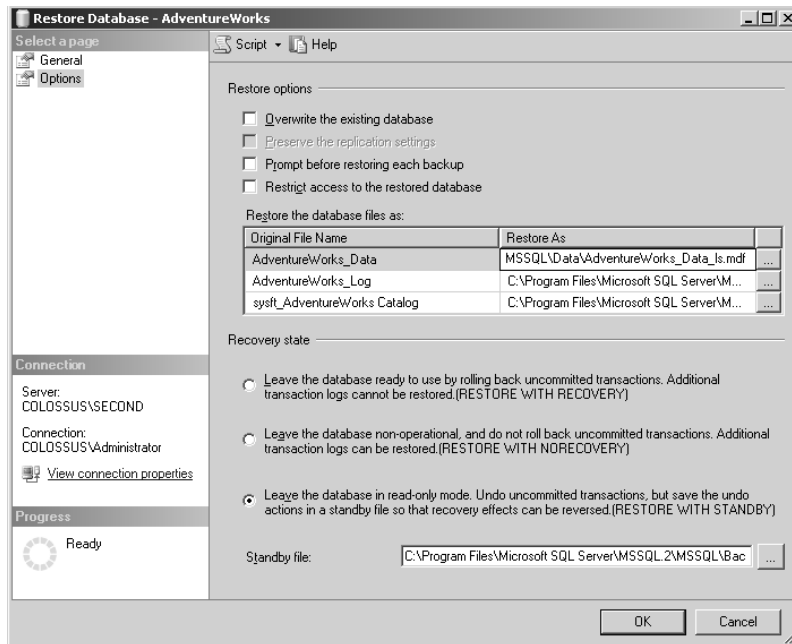 Restore Database - AdventureWorks
Select a page
General
Options
Script
Help
Restore options
Overwrite the existing database
Preserve the replication settings
Prompt before restoring each backup
Restrict access to the restored database
Restore the database files as:
Original File Name Restore As
AdventureWorks_Data MSSQL\Data\AdventureWorks_Data_ls.mdf ...
AdventureWorks_Log C:\Program Files\Microsoft SQL Server\M... ...
sysft_AdventureWorks Catalog C:\Program Files\Microsoft SQL Server\M... ...
Recovery state
Leave the database ready to use by rolling back uncommitted transactions. Additional
transaction logs cannot be restored.(RESTORE WITH RECOVERY)
Leave the database non-operational, and do not roll back uncommitted transactions. Additional
transaction logs can be restored.(RESTORE WITH NORECOVERY)
Leave the database in read-only mode. Undo uncommitted transactions, but save the undo
actions in a standby file so that recovery effects can be reversed.(RESTORE WITH STANDBY)
Standby file: C:\Program Files\Microsoft SQL Server\MSSQL.2\MSSQL\Bac ...
Connection
Server:
COLOSSUS\SECOND
Connection:
COLOSSUS\Administrator
View connection properties
Progress
Ready
OK Cancel